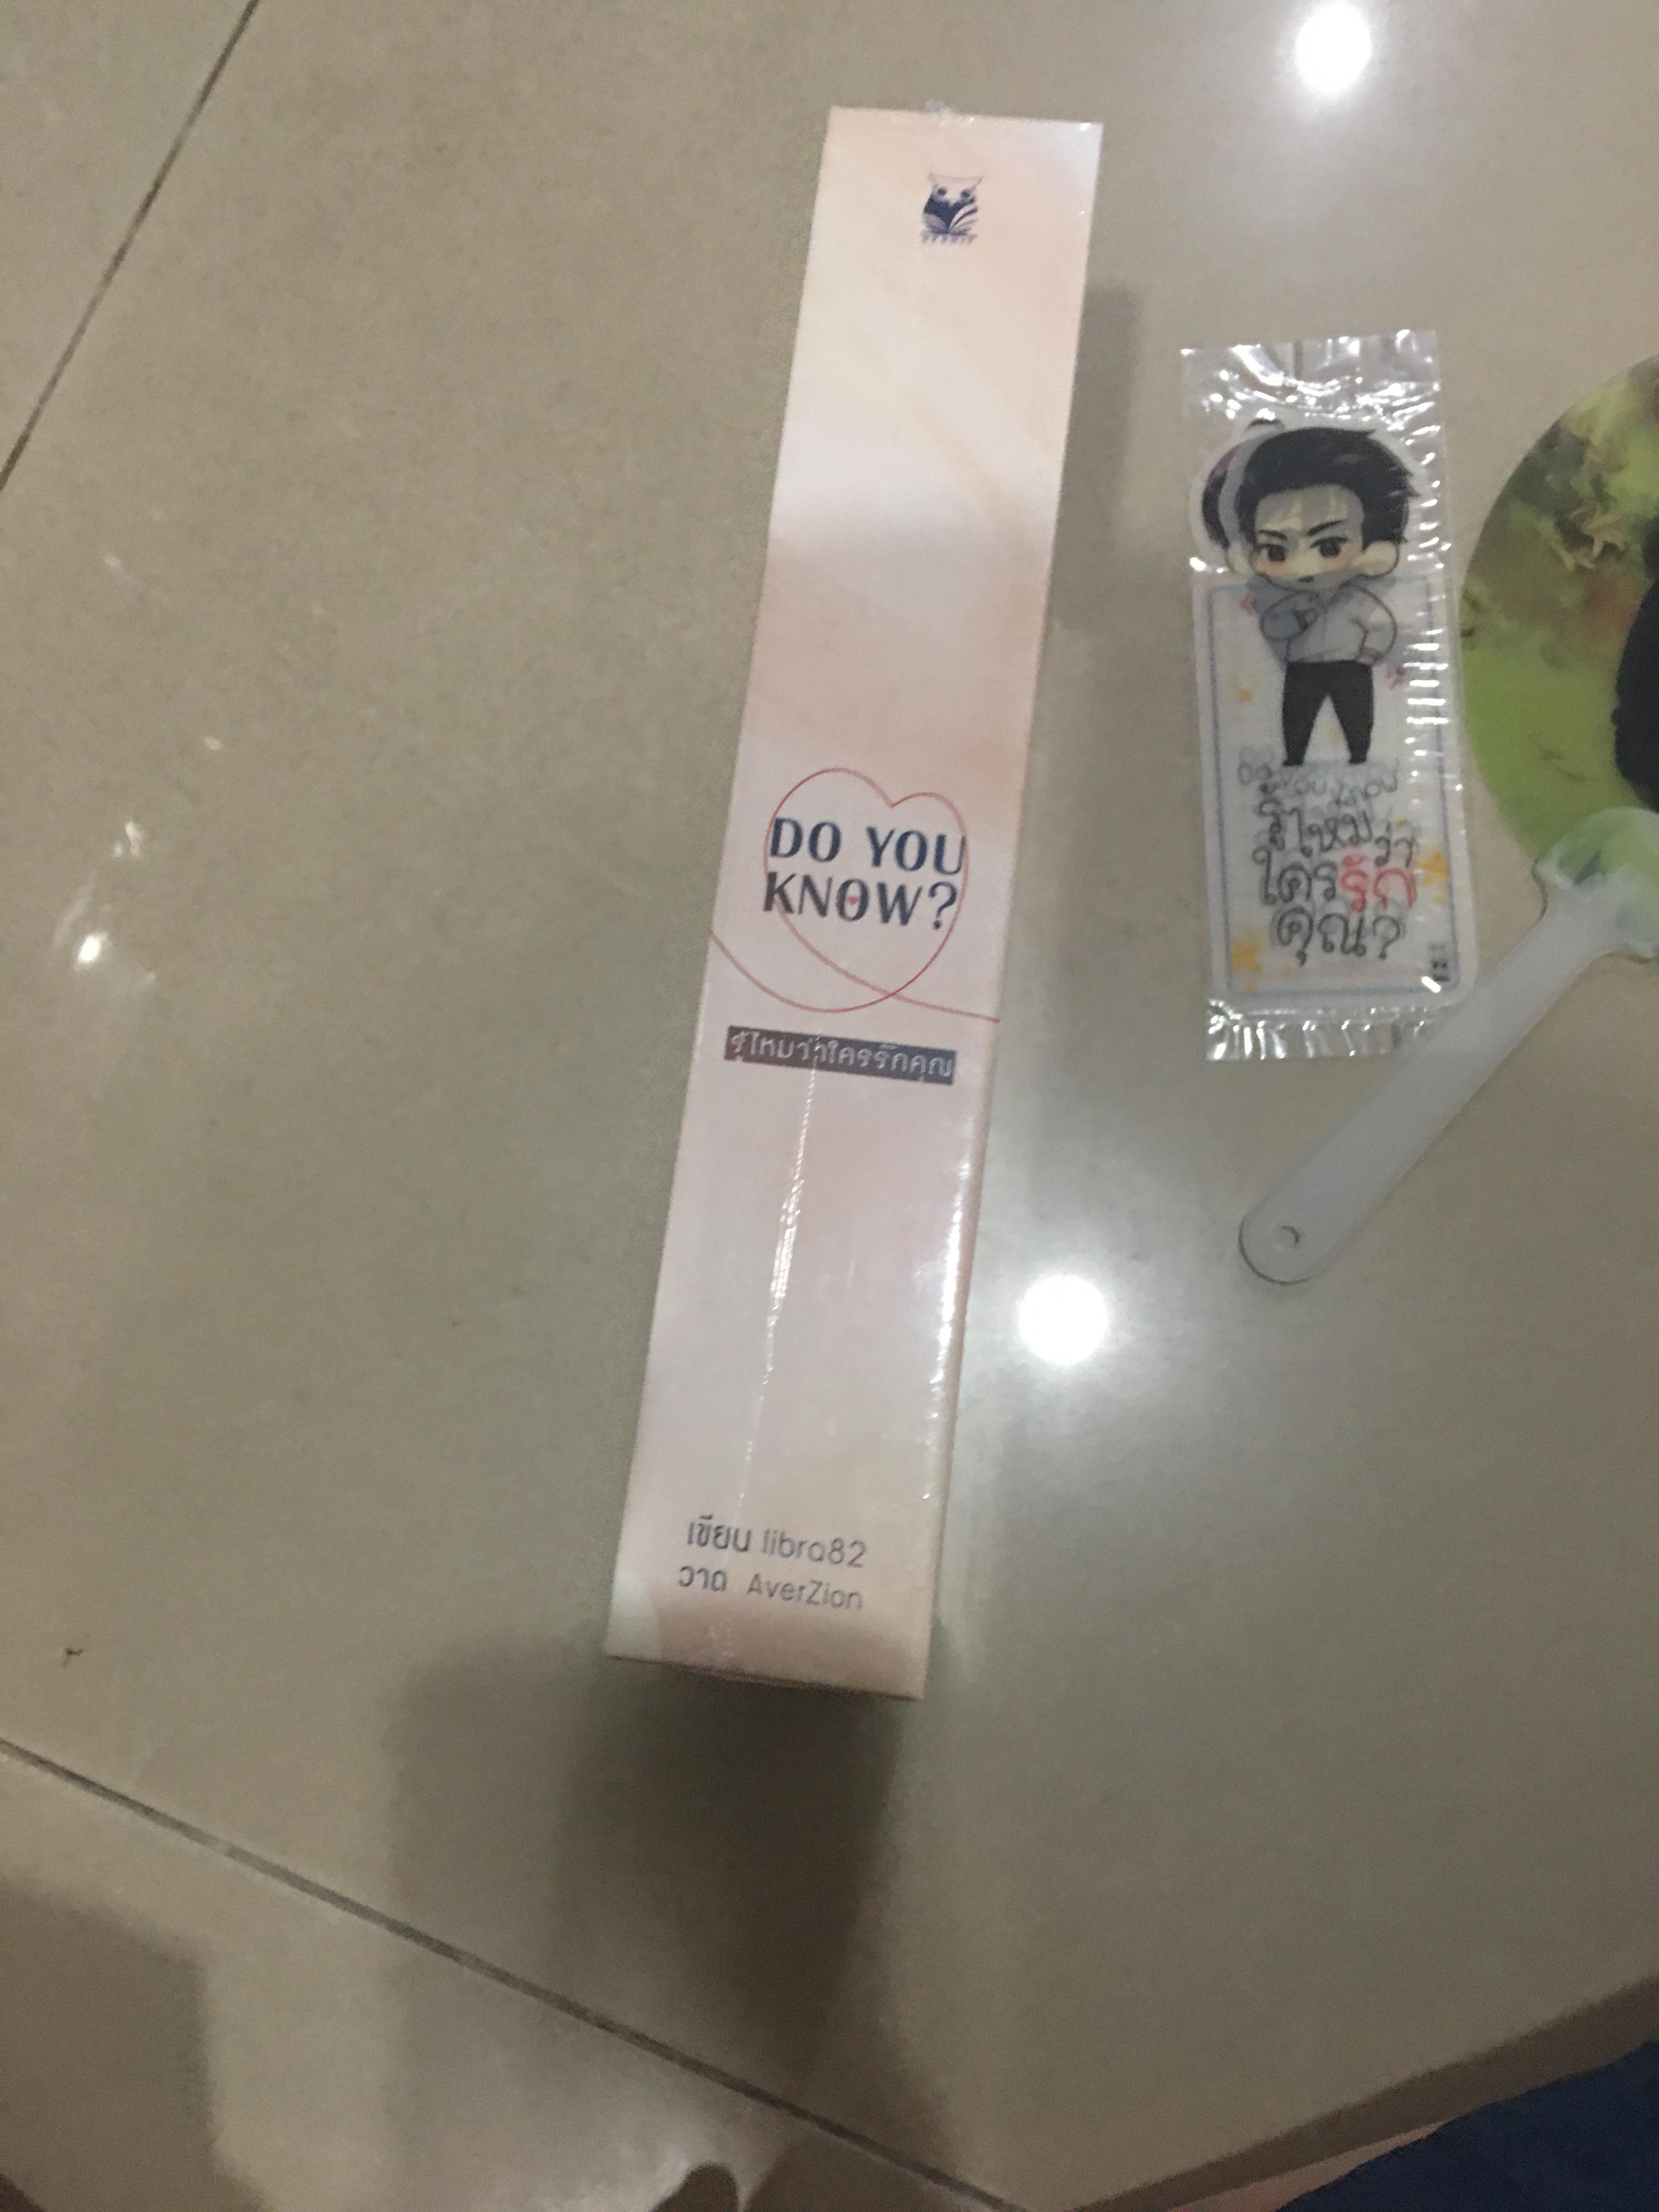 DO YOU
KNOW?
รู้ไหมว่าใครรักคุณ
เขียน libra82
วาด AverZion
รู้ไหมว่า
ใครรัก
คุณ?